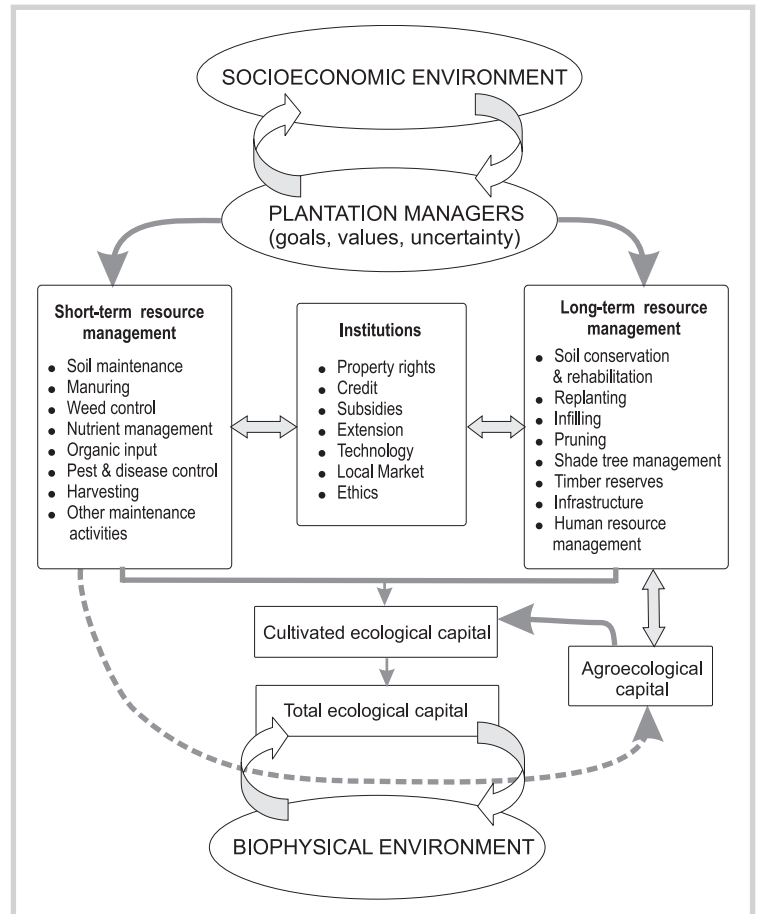 SOCIOECONOMIC ENVIRONMENT
PLANTATION MANAGERS
(goals, values, uncertainty)
Short-term resource
management
● Soil maintenance
● Manuring
● Weed control
● Nutrient management
● Organic input
● Pest & disease control
● Harvesting
● Other maintenance
activities
Institutions
● Property rights
● Credit
● Subsidies
● Extension
● Technology
● Local Market
● Ethics
Long-term resource
management
● Soil conservation
& rehabilitation
● Replanting
● Infilling
● Pruning
● Shade tree management
● Timber reserves
● Infrastructure
● Human resource
management
Cultivated ecological capital
Agroecological
capital
Total ecological capital
BIOPHYSICAL ENVIRONMENT